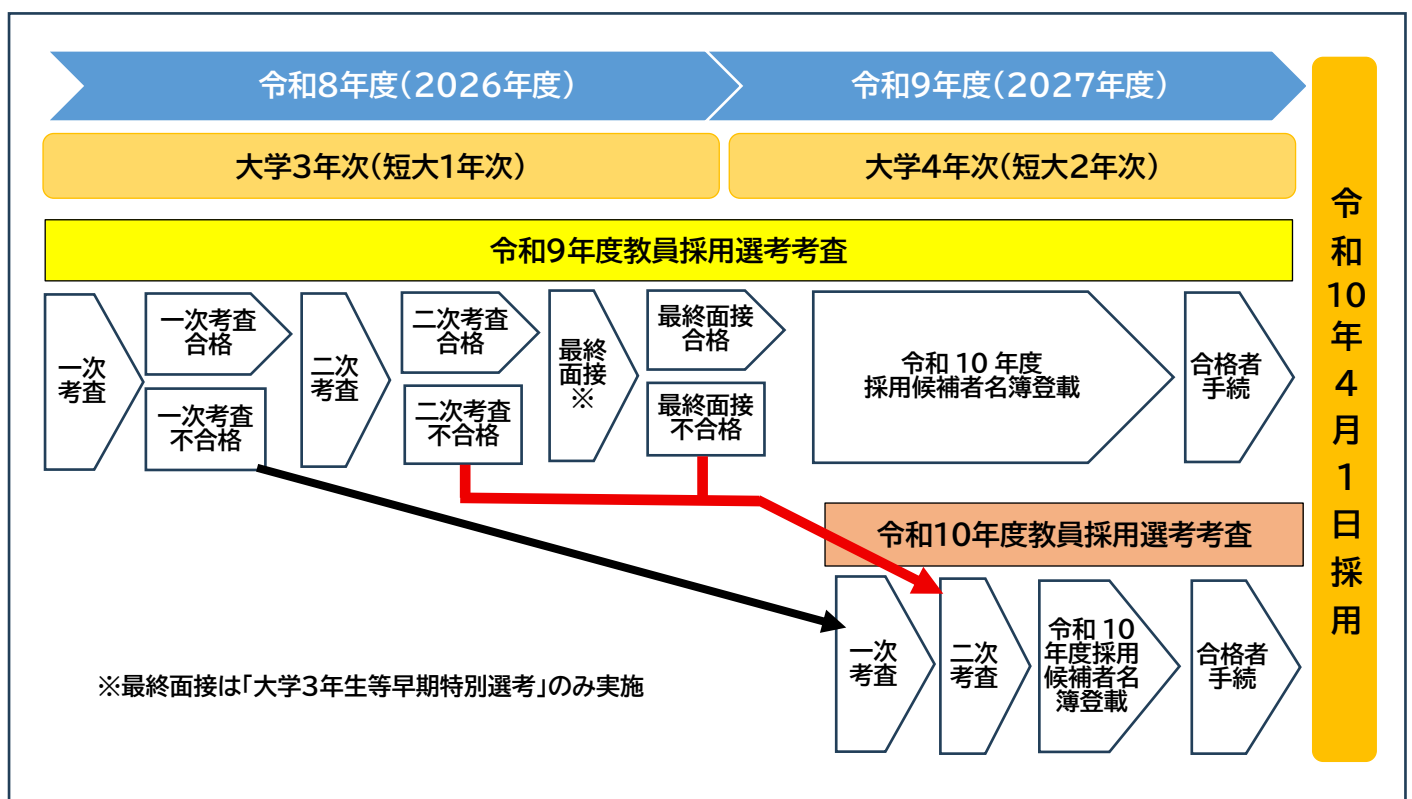 令和8年度(2026年度)
令和9年度(2027年度)
大学3年次(短大1年次)
大学4年次(短大2年次)
令和9年度教員採用選考考査
一次
考査
一次考査
合格
一次考査
不合格
二次
考査
二次考査
合格
二次考査
不合格
最終
面接
※
最終面接
合格
最終面接
不合格
令和 10 年度
採用候補者名簿登載
合格者
手続
令和10年度教員採用選考考査
一次
考査
二次
考査
令和 10
年度採用
候補者名
簿登載
合格者
手続
※最終面接は「大学3年生等早期特別選考」のみ実施
令和10年4月1日採用